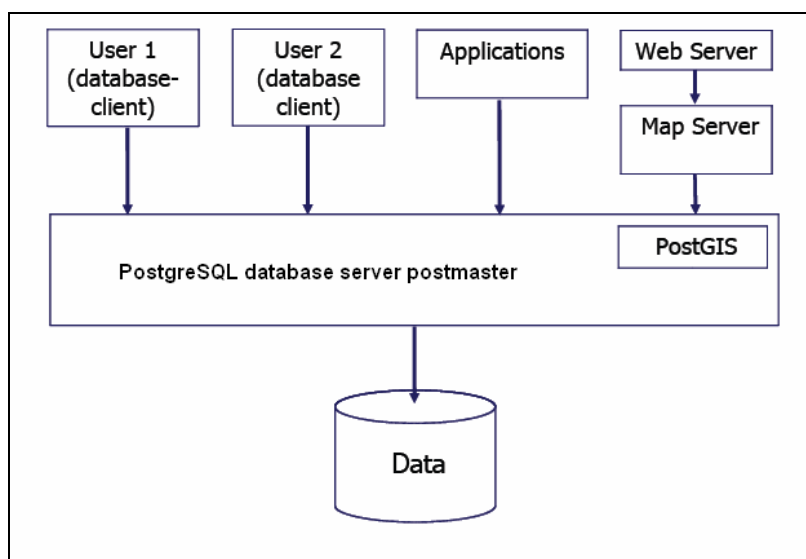 User 1
(database-
client)
User 2
(database
client)
Applications
Web Server
Map Server
PostGIS
PostgreSQL database server postmaster
Data